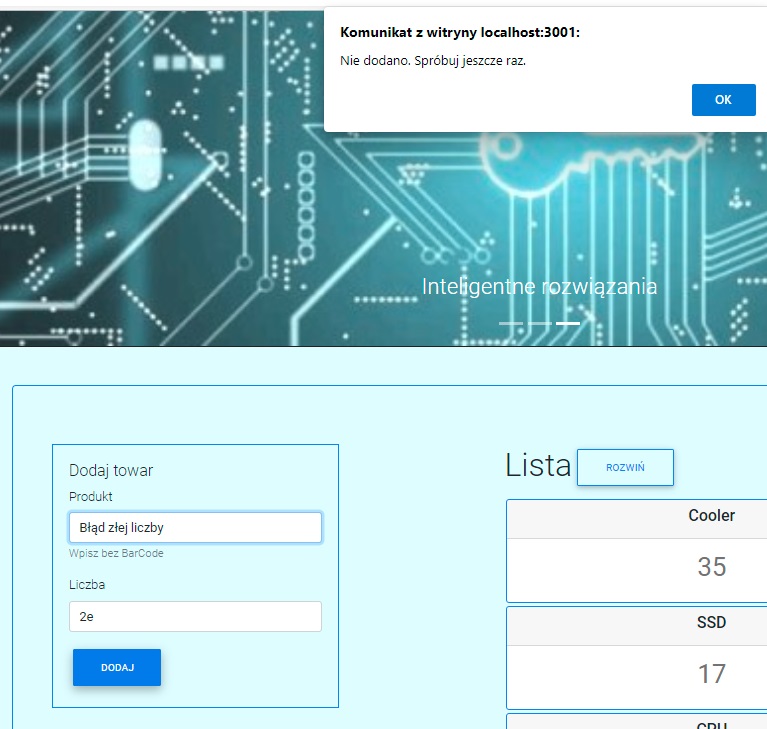 Komunikat z witryny localhost:3001:
Nie dodano. Spróbuj jeszcze raz.
OK
Inteligentne rozwiązania
Dodaj towar
Produkt
Błąd złej liczby
Wpisz bez BarCode
Liczba
2e
DODAJ
Lista
ROZWIŃ
Cooler
35
SSD
17
CPU